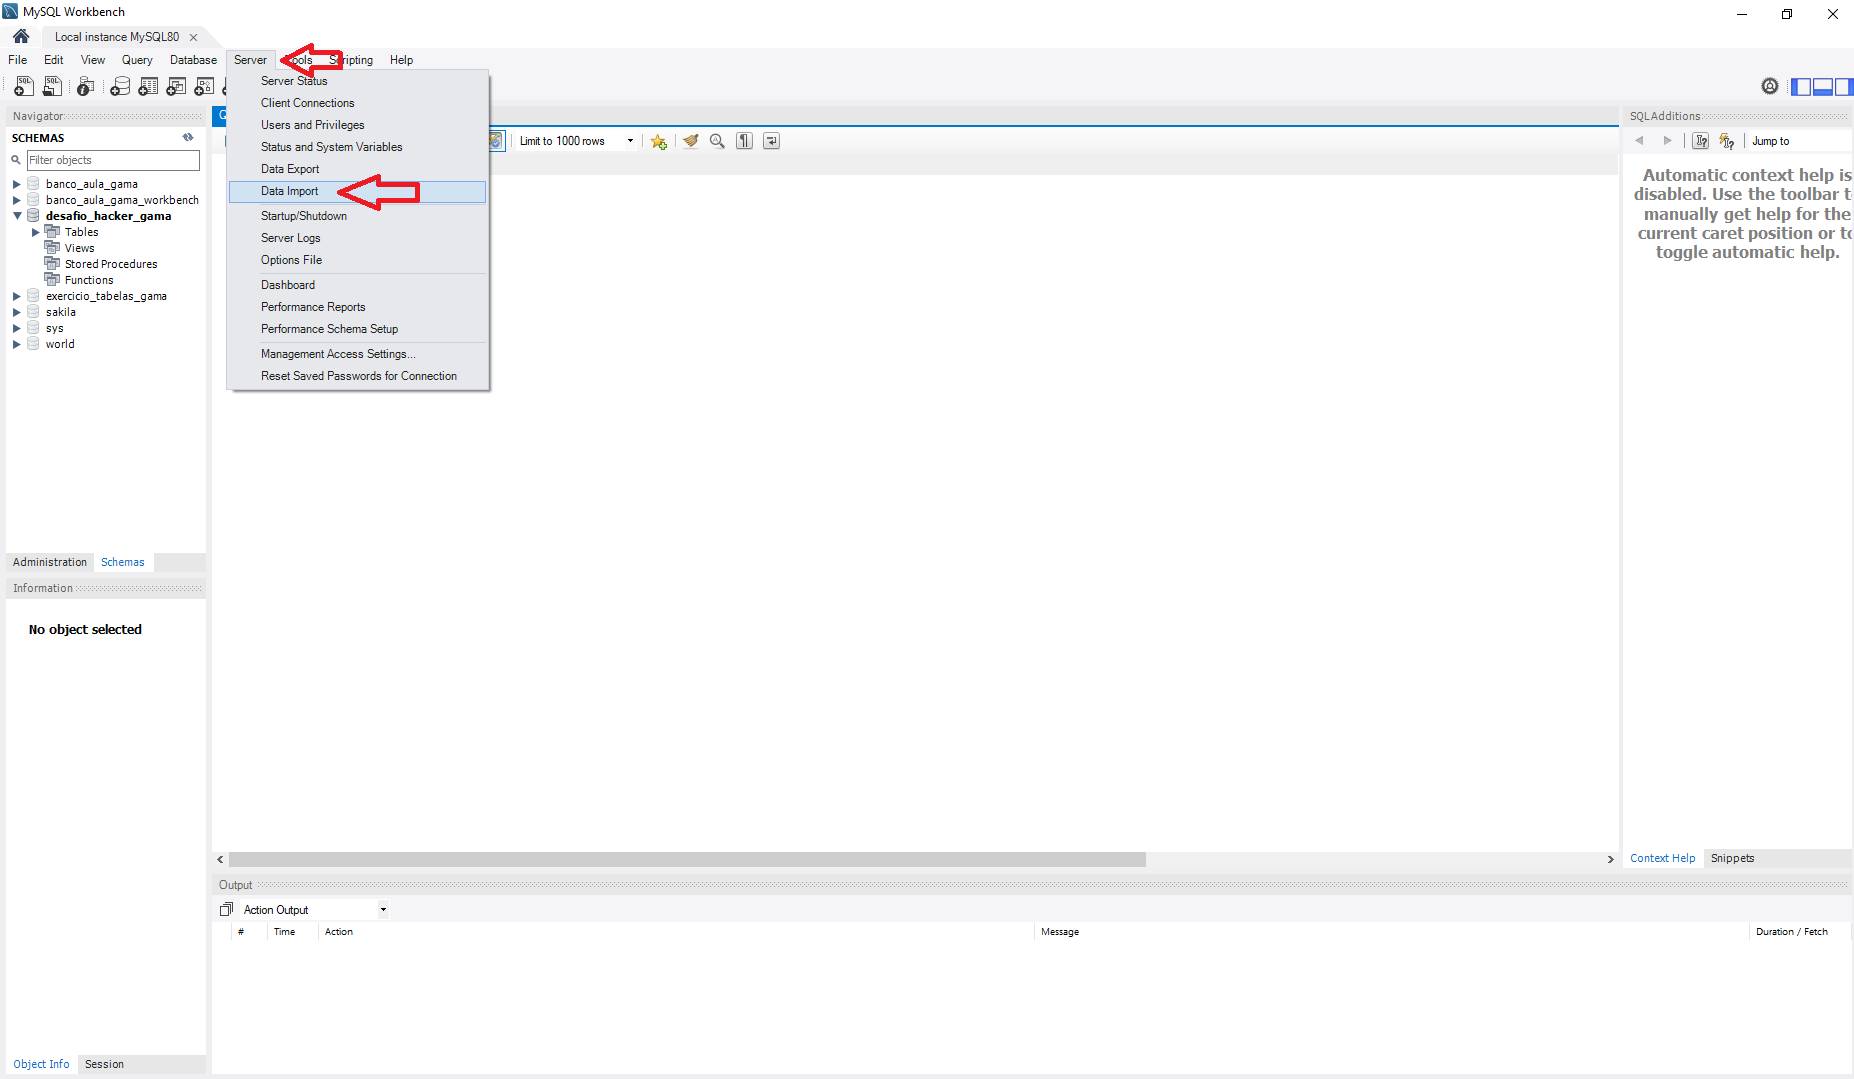 MySQL Workbench
Local instance MySQL80
File Edit View Query Database Server Tools Scripting Help
Server Status
Client Connections
Users and Privileges
Status and System Variables
Data Export
Data Import
Startup/Shutdown
Server Logs
Options File
Dashboard
Performance Reports
Performance Schema Setup
Management Access Settings...
Reset Saved Passwords for Connection
Navigator
SCHEMAS
Filter objects
banco_aula_gama
banco_aula_gama_workbench
desafio_hacker_gama
Tables
Views
Stored Procedures
Functions
exercicio_tabelas_gama
sakila
sys
world
Administration Schemas
Information
No object selected
Object Info Session
Limit to 1000 rows
SQLAdditions
Jump to
Automatic context help is
disabled. Use the toolbar t
manually get help for the
current caret position or to
toggle automatic help.
Context Help Snippets
Output
Action Output
# Time Action Message Duration / Fetch